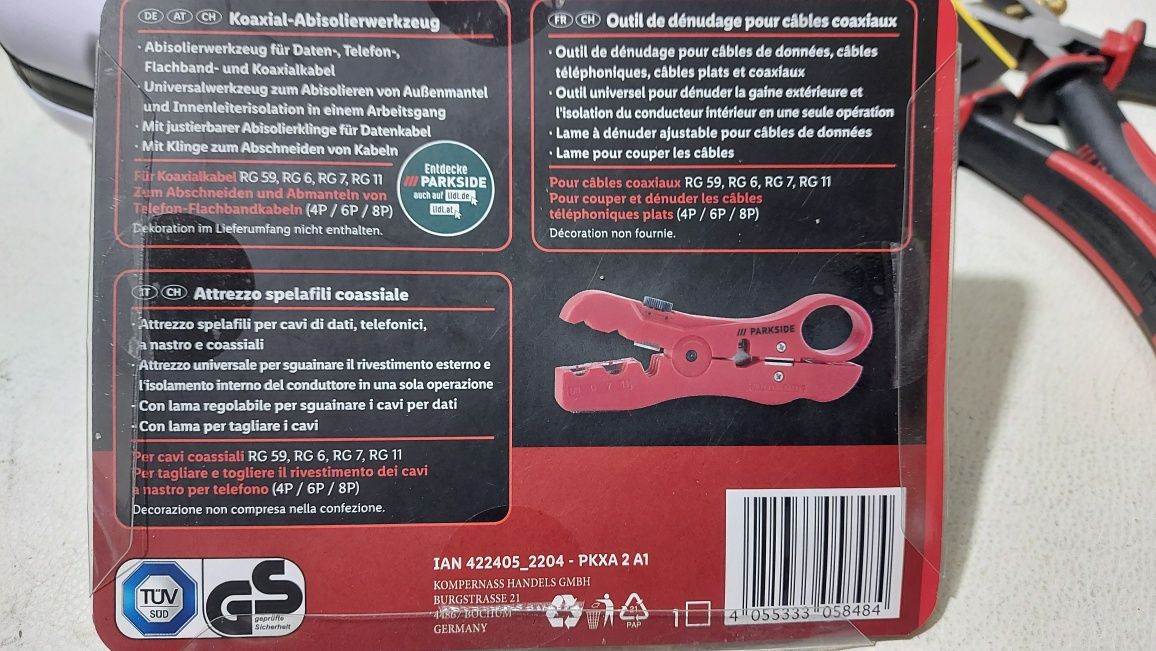 DE AT CH Koaxial-Abisolierwerkzeug
· Abisolierwerkzeug für Daten-, Telefon-,
Flachband- und Koaxialkabel
· Universalwerkzeug zum Abisolieren von Außenmantel
und Innenleiterisolation in einem Arbeitsgang
· Mit justierbarer Abisolierklinge für Datenkabel
· Mit Klinge zum Abschneiden von Kabeln
Für Koaxialkabel RG 59, RG 6, RG 7, RG 11
Zum Abschneiden und Abmanteln von
Telefon-Flachbandkabeln (4P / 6P / 8P)
Dekoration im Lieferumfang nicht enthalten.
Entdecke
/// PARKSIDE
auch auf lidl.de
lidl.at
FR CH Outil de dénudage pour câbles coaxiaux
· Outil de dénudage pour câbles de données, câbles
téléphoniques, câbles plats et coaxiaux
· Outil universel pour dénuder la gaine extérieure et
l'isolation du conducteur intérieur en une seule opération
· Lame à dénuder ajustable pour câbles de données
· Lame pour couper les câbles
Pour câbles coaxiaux RG 59, RG 6, RG 7, RG 11
Pour couper et dénuder les câbles
téléphoniques plats (4P / 6P / 8P)
Décoration non fournie.
IT CH Attrezzo spelafili coassiale
· Attrezzo spelafili per cavi di dati, telefonici,
a nastro e coassiali
· Attrezzo universale per sguainare il rivestimento esterno e
l'isolamento interno del conduttore in una sola operazione
· Con lama regolabile per sguainare i cavi per dati
· Con lama per tagliare i cavi
Per cavi coassiali RG 59, RG 6, RG 7, RG 11
Per tagliare e togliere il rivestimento dei cavi
a nastro per telefono (4P / 6P / 8P)
Decorazione non compresa nella confezione.
/// PARKSIDE
TÜV
SÜD
GS
geprüfte
Sicherheit
IAN 422405_2204 - PKXA 2 A1
KOMPERNASS HANDELS GMBH
BURGSTRASSE 21
44867 BOCHUM
GERMANY
21
PAP
1
4 055333 058484